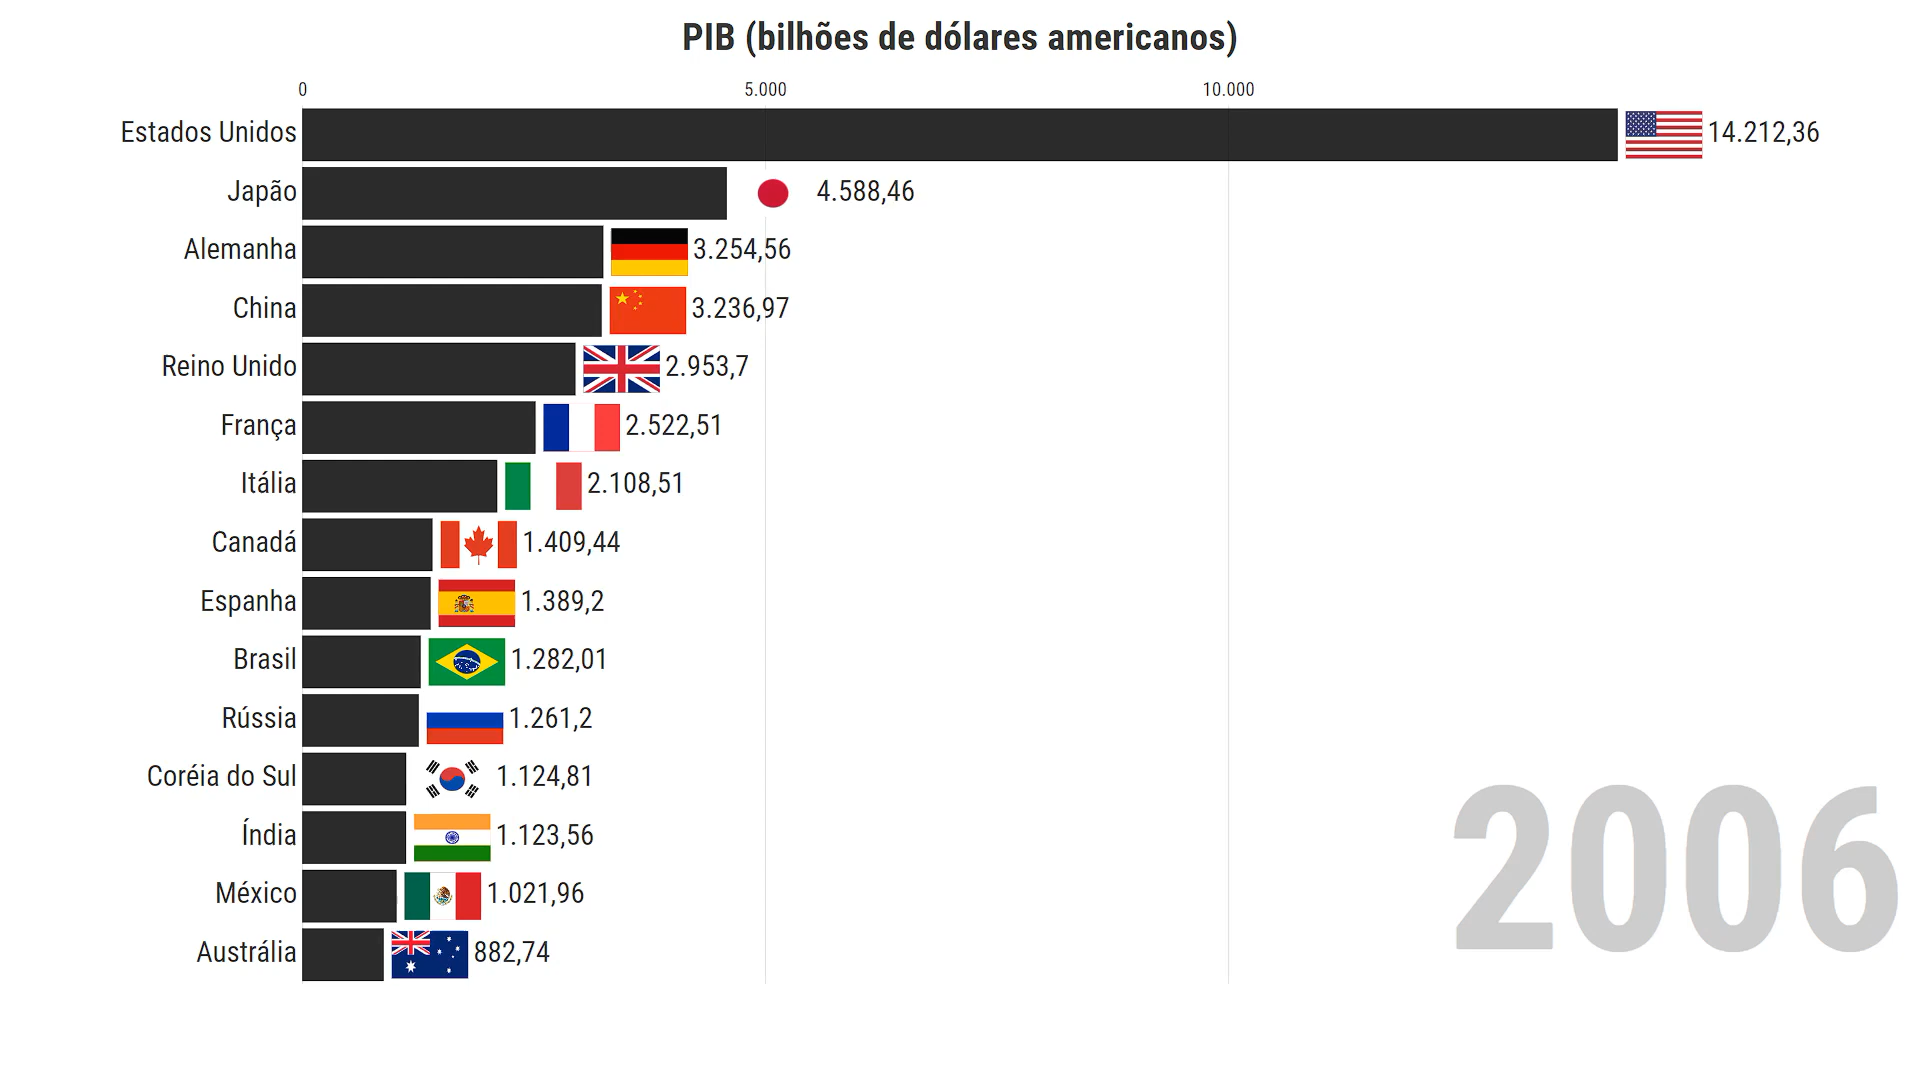 PIB (bilhões de dólares americanos)
0 5.000 10.000
Estados Unidos 14.212,36
Japão 4.588,46
Alemanha 3.254,56
China 3.236,97
Reino Unido 2.953,7
França 2.522,51
Itália 2.108,51
Canadá 1.409,44
Espanha 1.389,2
Brasil 1.282,01
Rússia 1.261,2
Coréia do Sul 1.124,81
Índia 1.123,56
México 1.021,96
Austrália 882,74
2006